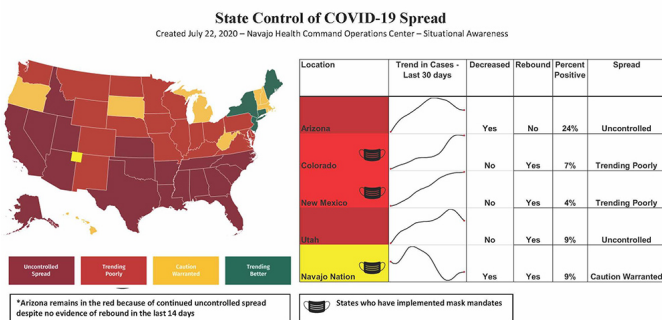 State Control of COVID-19 Spread
Created July 22, 2020 – Navajo Health Command Operations Center – Situational Awareness
Location Trend in Cases - Decreased Rebound Percent Spread
Last 30 days Positive
Arizona Yes No 24% Uncontrolled
Colorado No Yes 7% Trending Poorly
New Mexico No Yes 4% Trending Poorly
Utah No Yes 9% Uncontrolled
Navajo Nation Yes Yes 9% Caution Warranted
Uncontrolled Trending Caution Trending
Spread Poorly Warranted Better
*Arizona remains in the red because of continued uncontrolled spread
despite no evidence of rebound in the last 14 days
States who have implemented mask mandates